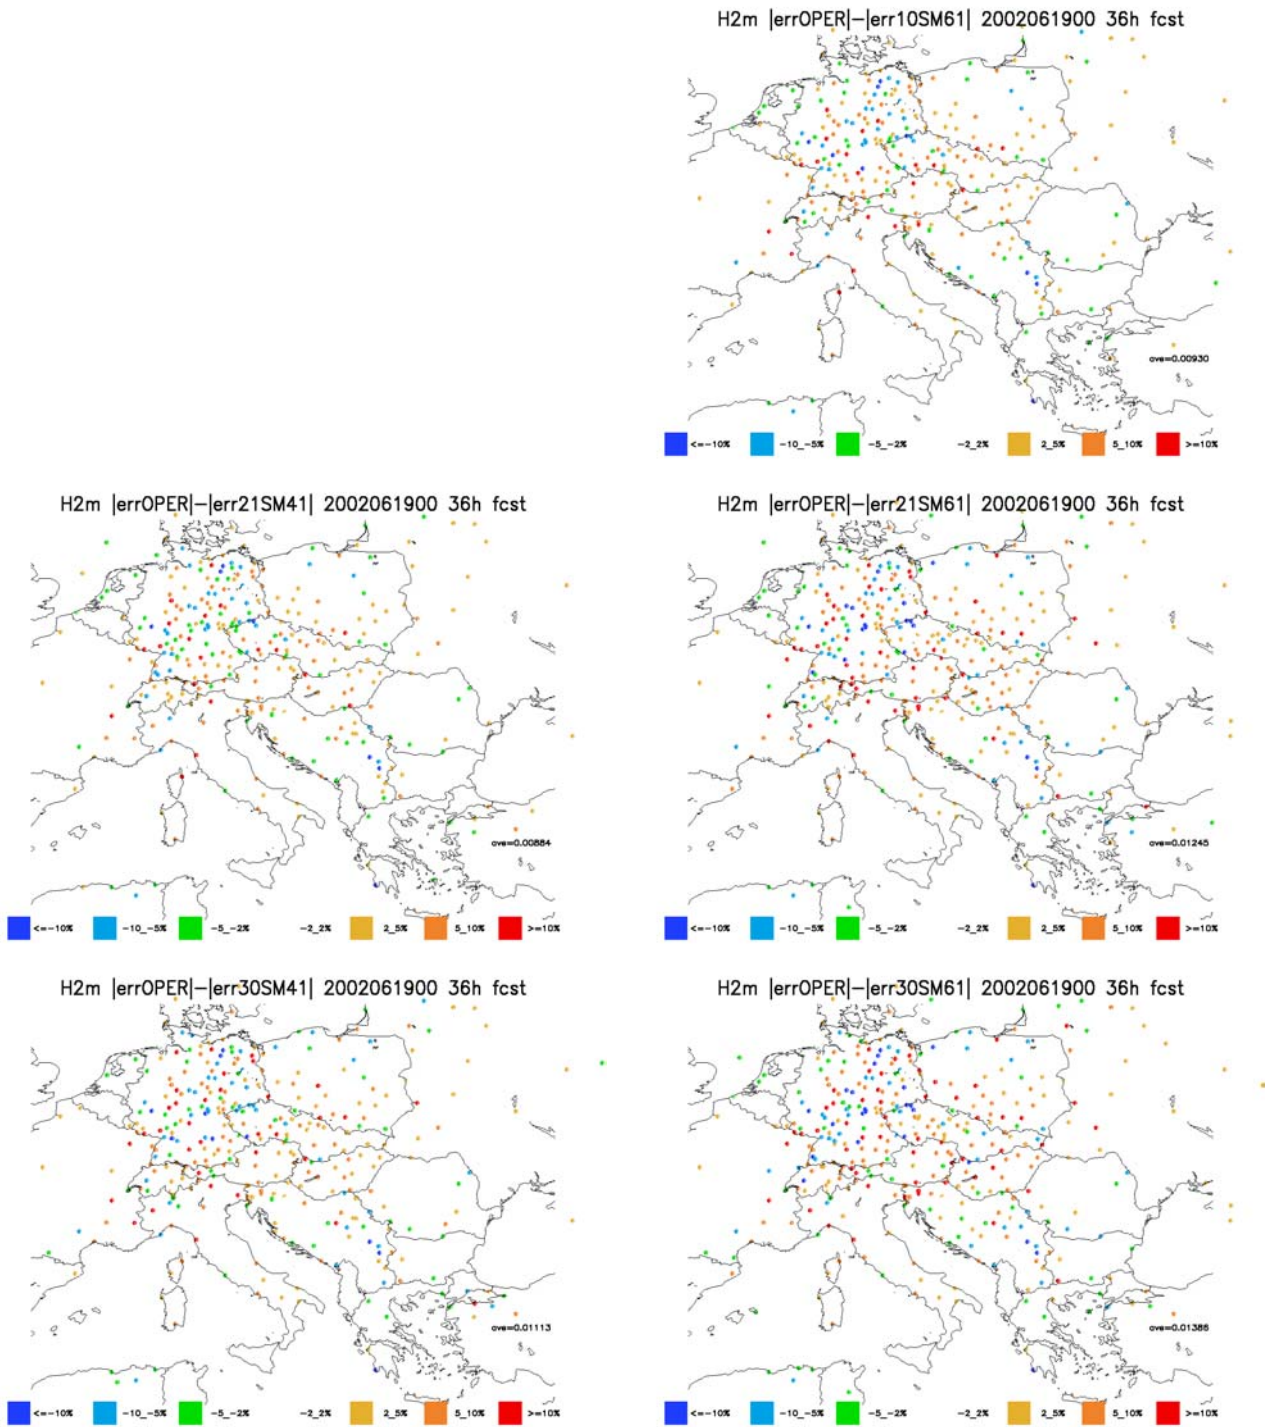 H2m |errOPER|-|err10SM61| 2002061900 36h fcst
ave=0.00930
<=-10% -10_-5% -5_-2% -2_2% 2_5% 5_10% >=10%
H2m |errOPER|-|err21SM41| 2002061900 36h fcst
ave=0.00884
<=-10% -10_-5% -5_-2% -2_2% 2_5% 5_10% >=10%
H2m |errOPER|-|err21SM61| 2002061900 36h fcst
ave=0.01245
<=-10% -10_-5% -5_-2% -2_2% 2_5% 5_10% >=10%
H2m |errOPER|-|err30SM41| 2002061900 36h fcst
ave=0.01113
<=-10% -10_-5% -5_-2% -2_2% 2_5% 5_10% >=10%
H2m |errOPER|-|err30SM61| 2002061900 36h fcst
ave=0.01386
<=-10% -10_-5% -5_-2% -2_2% 2_5% 5_10% >=10%